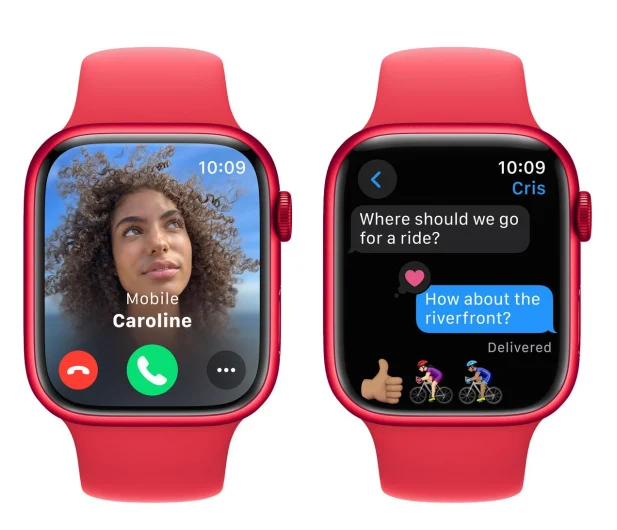 10:09
Mobile
Caroline
10:09
Cris
Where should we go
for a ride?
How about the
riverfront?
Delivered